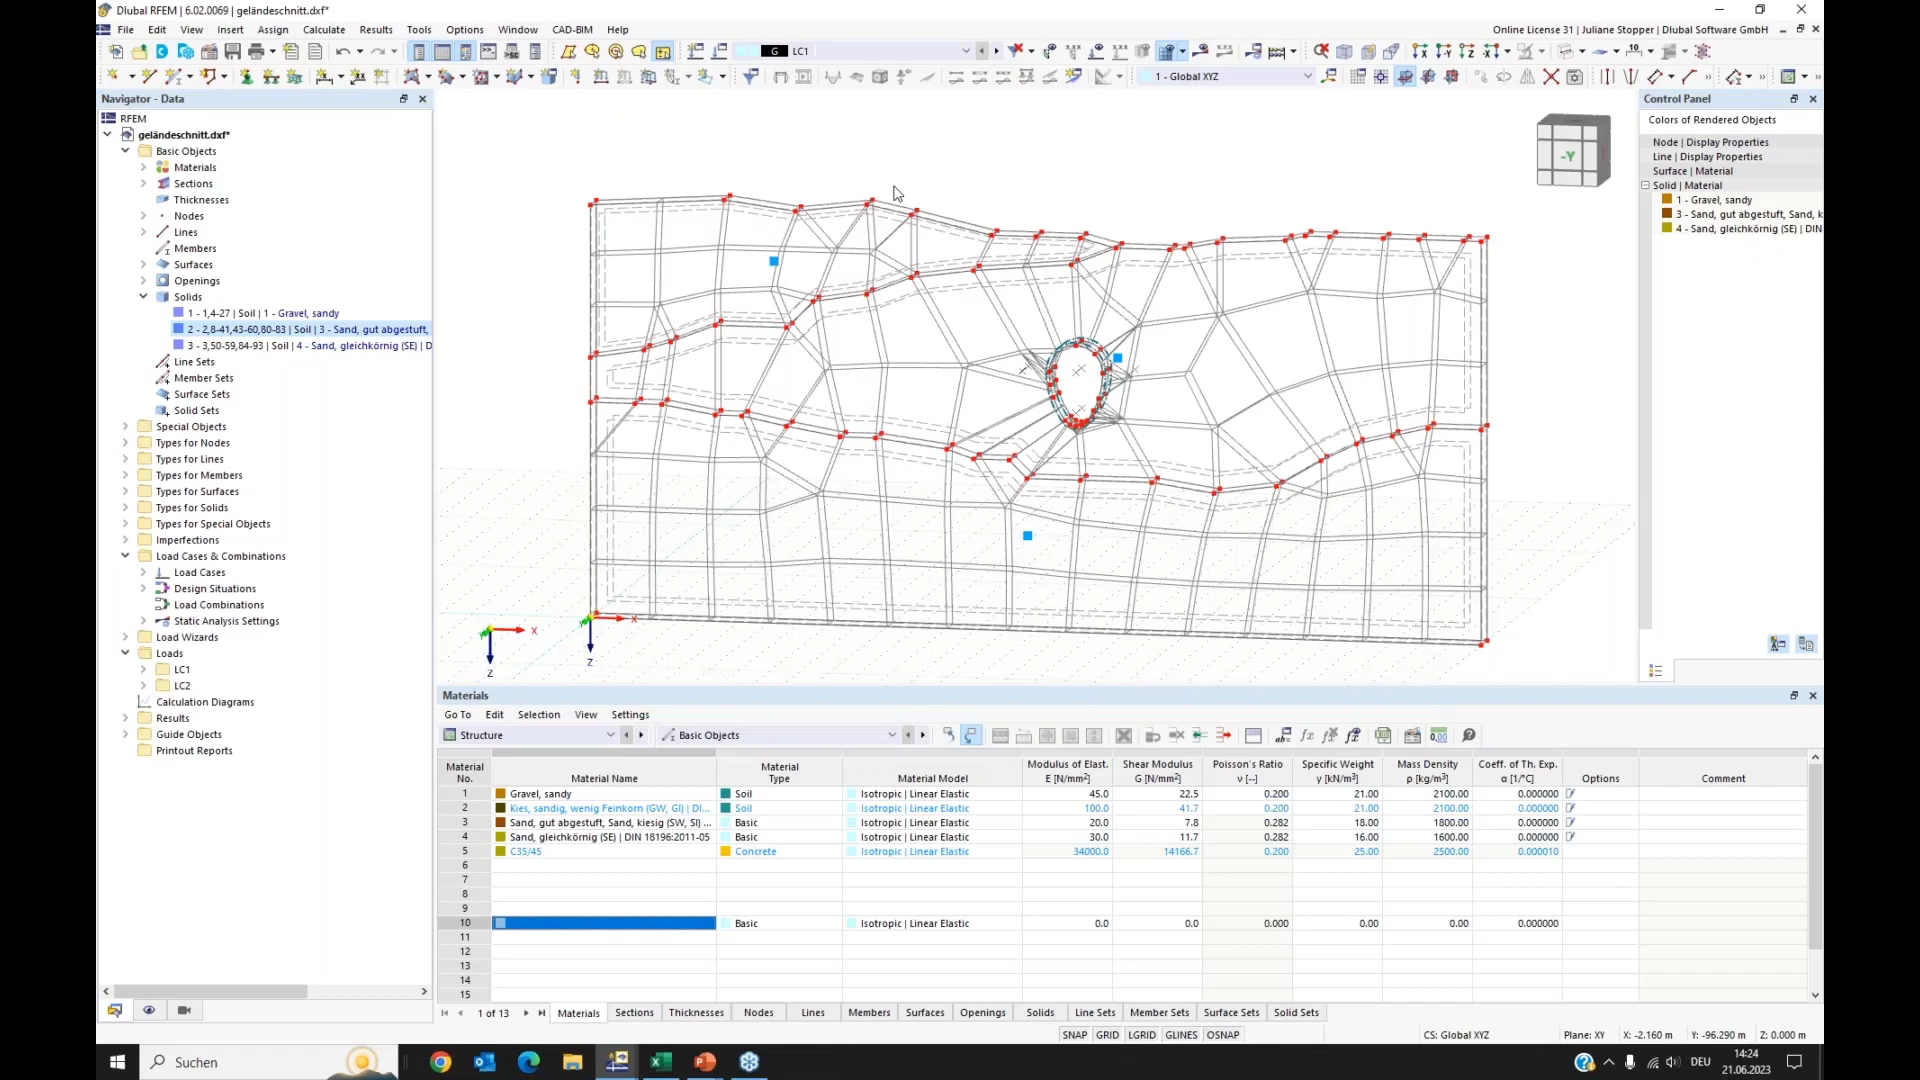 Dlubal RFEM | 6.02.0069 | geländeschnitt.dxf*
File Edit View Insert Assign Calculate Results Tools Options Window CAD-BIM Help
Online License 31 | Juliane Stopper | Dlubal Software GmbH
G LC1
1 - Global XYZ
Navigator - Data
RFEM
geländeschnitt.dxf*
Basic Objects
Materials
Sections
Thicknesses
Nodes
Lines
Members
Surfaces
Openings
Solids
1 - 1,4-27 | Soil | 1 - Gravel, sandy
2 - 2,8-41,43-60,80-83 | Soil | 3 - Sand, gut abgestuft,
3 - 3,50-59,84-93 | Soil | 4 - Sand, gleichkörnig (SE) | D
Line Sets
Member Sets
Surface Sets
Solid Sets
Special Objects
Types for Nodes
Types for Lines
Types for Members
Types for Surfaces
Types for Solids
Types for Special Objects
Imperfections
Load Cases & Combinations
Load Cases
Design Situations
Load Combinations
Static Analysis Settings
Load Wizards
Loads
LC1
LC2
Calculation Diagrams
Results
Guide Objects
Printout Reports
-Y
X
Z
X
Z
Control Panel
Colors of Rendered Objects
Node | Display Properties
Line | Display Properties
Surface | Material
Solid | Material
1 - Gravel, sandy
3 - Sand, gut abgestuft, Sand, k
4 - Sand, gleichkörnig (SE) | DIN
Materials
Go To Edit Selection View Settings
Structure Basic Objects
Material No. Material Name Material Type Material Model Modulus of Elast. E [N/mm²] Shear Modulus G [N/mm²] Poisson's Ratio ν [--] Specific Weight γ [kN/m³] Mass Density ρ [kg/m³] Coeff. of Th. Exp. α [1/°C] Options Comment
1 Gravel, sandy Soil Isotropic | Linear Elastic 45.0 22.5 0.200 21.00 2100.00 0.000000
2 Kies, sandig, wenig Feinkorn (GW, GI) | DI... Soil Isotropic | Linear Elastic 100.0 41.7 0.200 21.00 2100.00 0.000000
3 Sand, gut abgestuft, Sand, kiesig (SW, SI) ... Basic Isotropic | Linear Elastic 20.0 7.8 0.282 18.00 1800.00 0.000000
4 Sand, gleichkörnig (SE) | DIN 18196:2011-05 Basic Isotropic | Linear Elastic 30.0 11.7 0.282 16.00 1600.00 0.000000
5 C35/45 Concrete Isotropic | Linear Elastic 34000.0 14166.7 0.200 25.00 2500.00 0.000010
6
7
8
9
10 Basic Isotropic | Linear Elastic 0.0 0.0 0.000 0.00 0.00 0.000000
11
12
13
14
15
1 of 13 Materials Sections Thicknesses Nodes Lines Members Surfaces Openings Solids Line Sets Member Sets Surface Sets Solid Sets
SNAP GRID LGRID GLINES OSNAP CS: Global XYZ Plane: XY X: -2.160 m Y: -96.290 m Z: 0.000 m
Suchen
DEU
14:24
21.06.2023